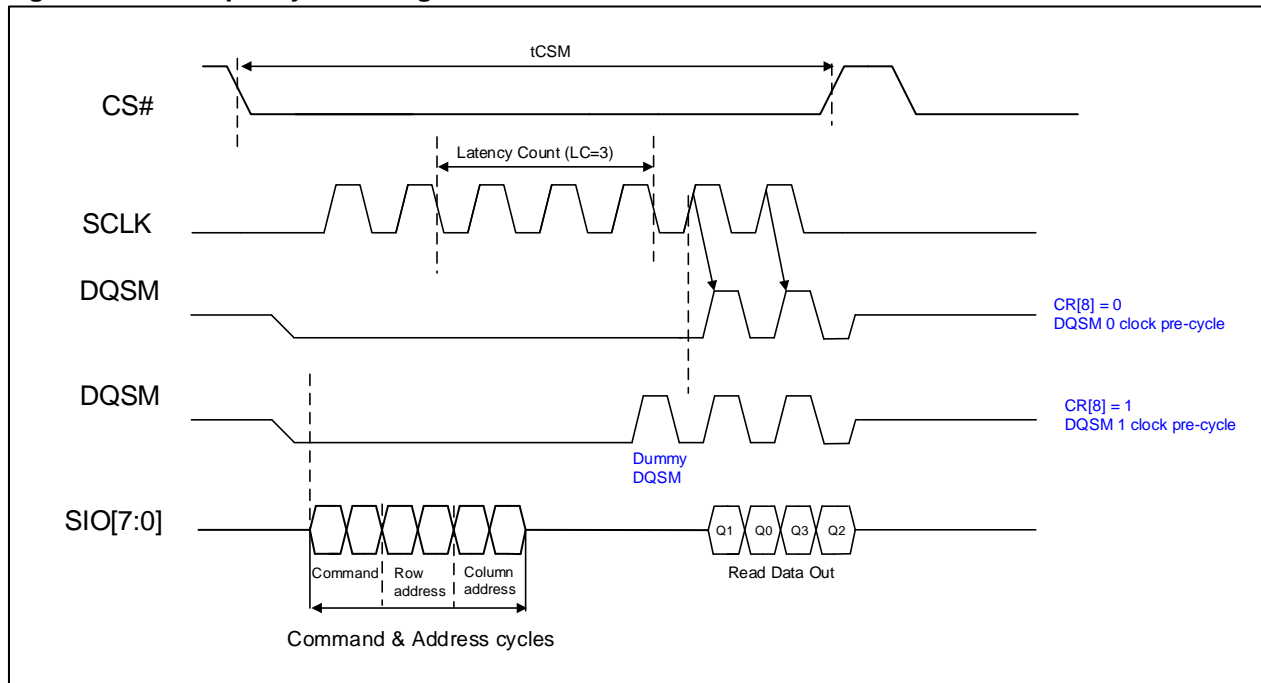 tCSM
CS#
Latency Count (LC=3)
SCLK
DQSM
CR[8] = 0
DQSM 0 clock pre-cycle
DQSM
CR[8] = 1
DQSM 1 clock pre-cycle
Dummy
DQSM
SIO[7:0]
Q1 Q0 Q3 Q2
Command Row address Column address
Read Data Out
Command & Address cycles